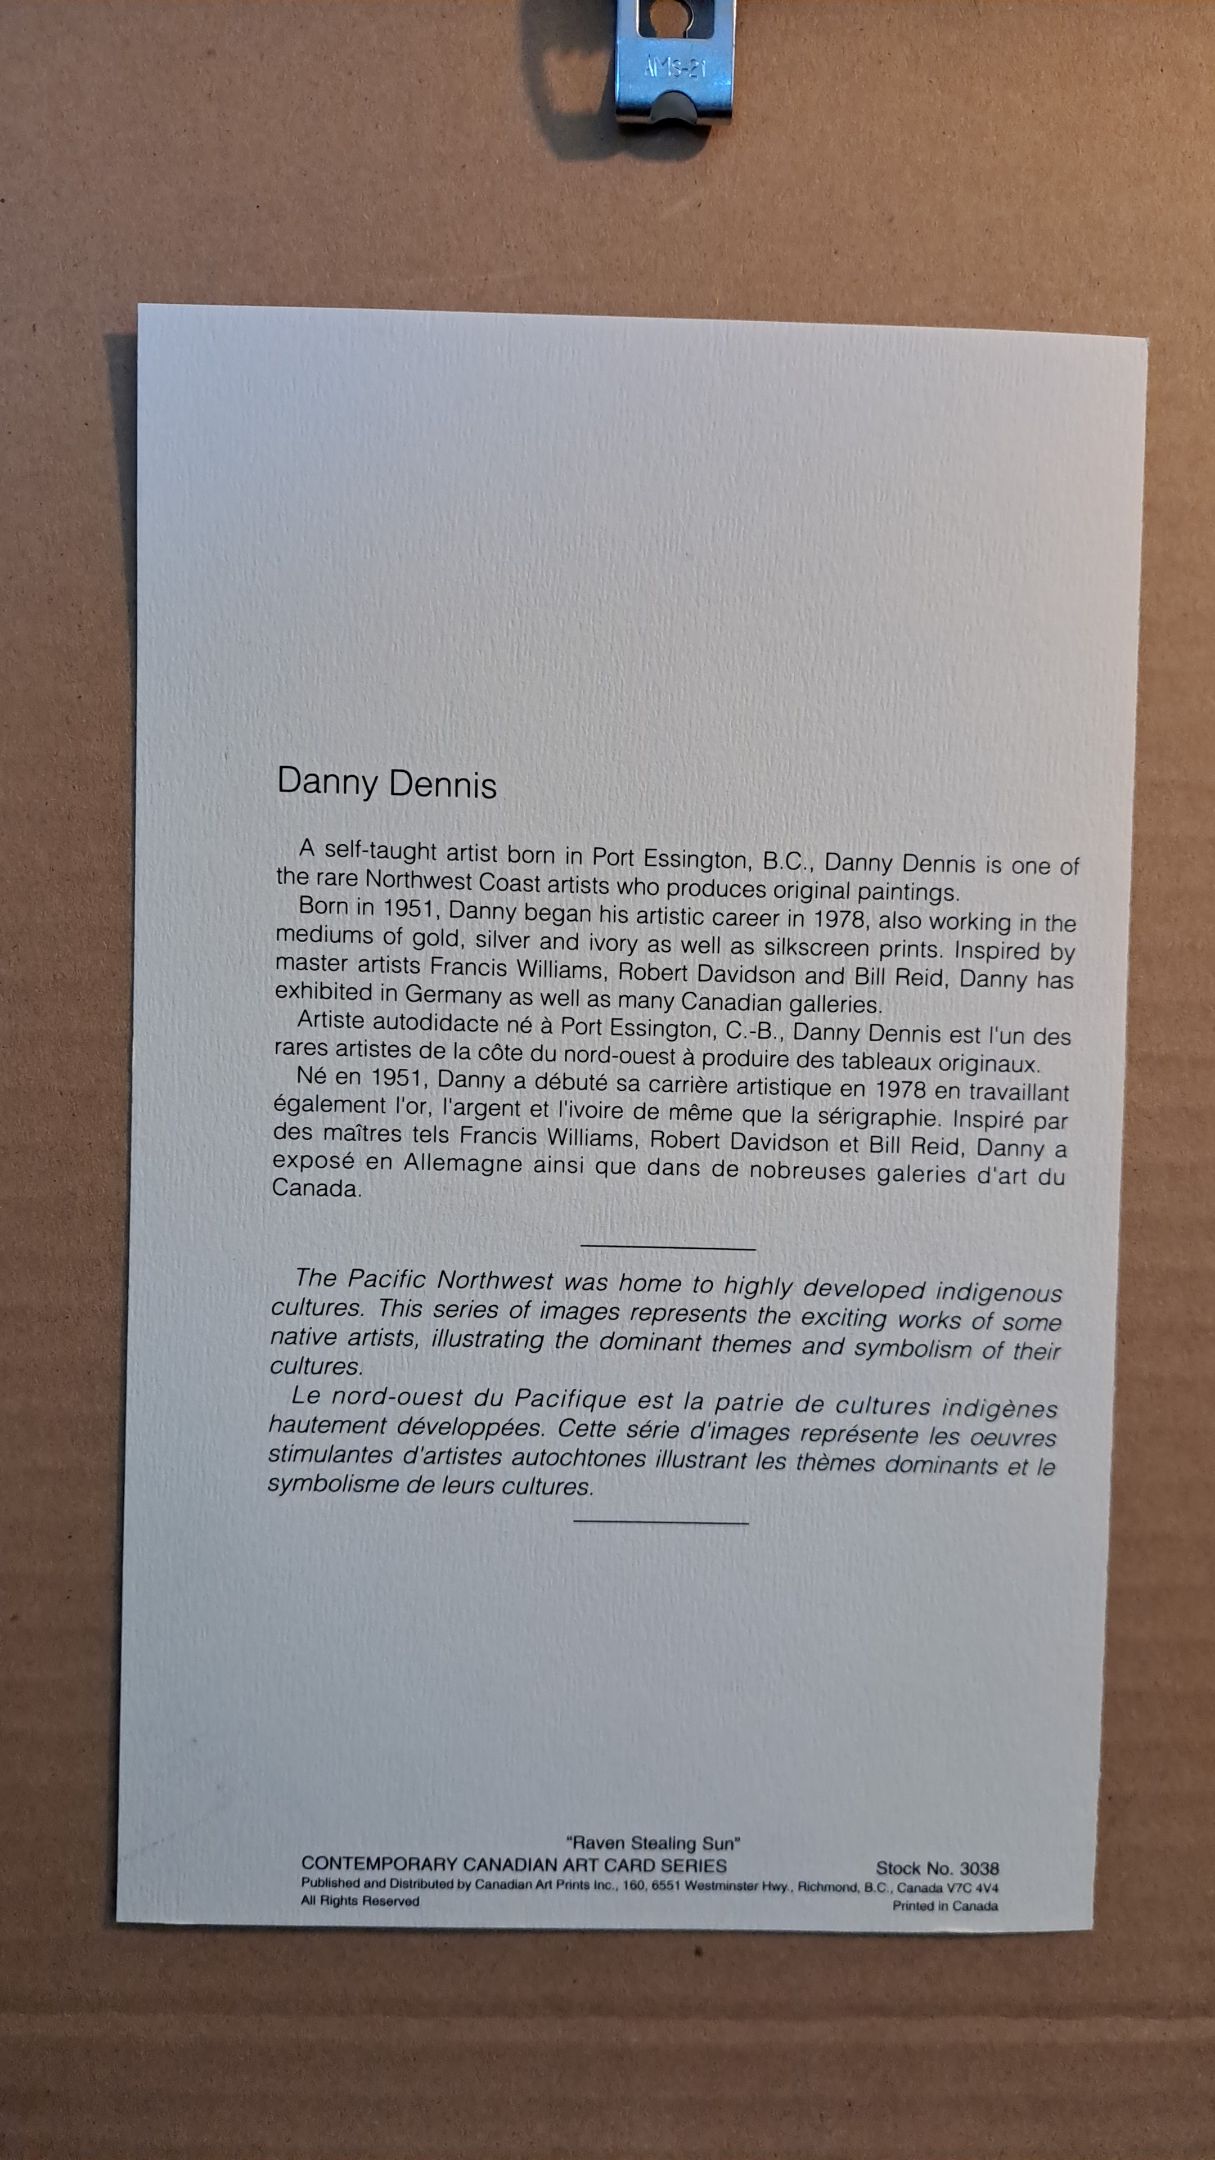 AMS-21
Danny Dennis
A self-taught artist born in Port Essington, B.C., Danny Dennis is one of
the rare Northwest Coast artists who produces original paintings.
Born in 1951, Danny began his artistic career in 1978, also working in the
mediums of gold, silver and ivory as well as silkscreen prints. Inspired by
master artists Francis Williams, Robert Davidson and Bill Reid, Danny has
exhibited in Germany as well as many Canadian galleries.
Artiste autodidacte né à Port Essington, C.-B., Danny Dennis est l'un des
rares artistes de la côte du nord-ouest à produire des tableaux originaux.
Né en 1951, Danny a débuté sa carrière artistique en 1978 en travaillant
également l'or, l'argent et l'ivoire de même que la sérigraphie. Inspiré par
des maîtres tels Francis Williams, Robert Davidson et Bill Reid, Danny a
exposé en Allemagne ainsi que dans de nobreuses galeries d'art du
Canada.
The Pacific Northwest was home to highly developed indigenous
cultures. This series of images represents the exciting works of some
native artists, illustrating the dominant themes and symbolism of their
cultures.
Le nord-ouest du Pacifique est la patrie de cultures indigènes
hautement développées. Cette série d'images représente les oeuvres
stimulantes d'artistes autochtones illustrant les thèmes dominants et le
symbolisme de leurs cultures.
"Raven Stealing Sun"
CONTEMPORARY CANADIAN ART CARD SERIES Stock No. 3038
Published and Distributed by Canadian Art Prints Inc., 160, 6551 Westminster Hwy., Richmond, B.C., Canada V7C 4V4
All Rights Reserved Printed in Canada